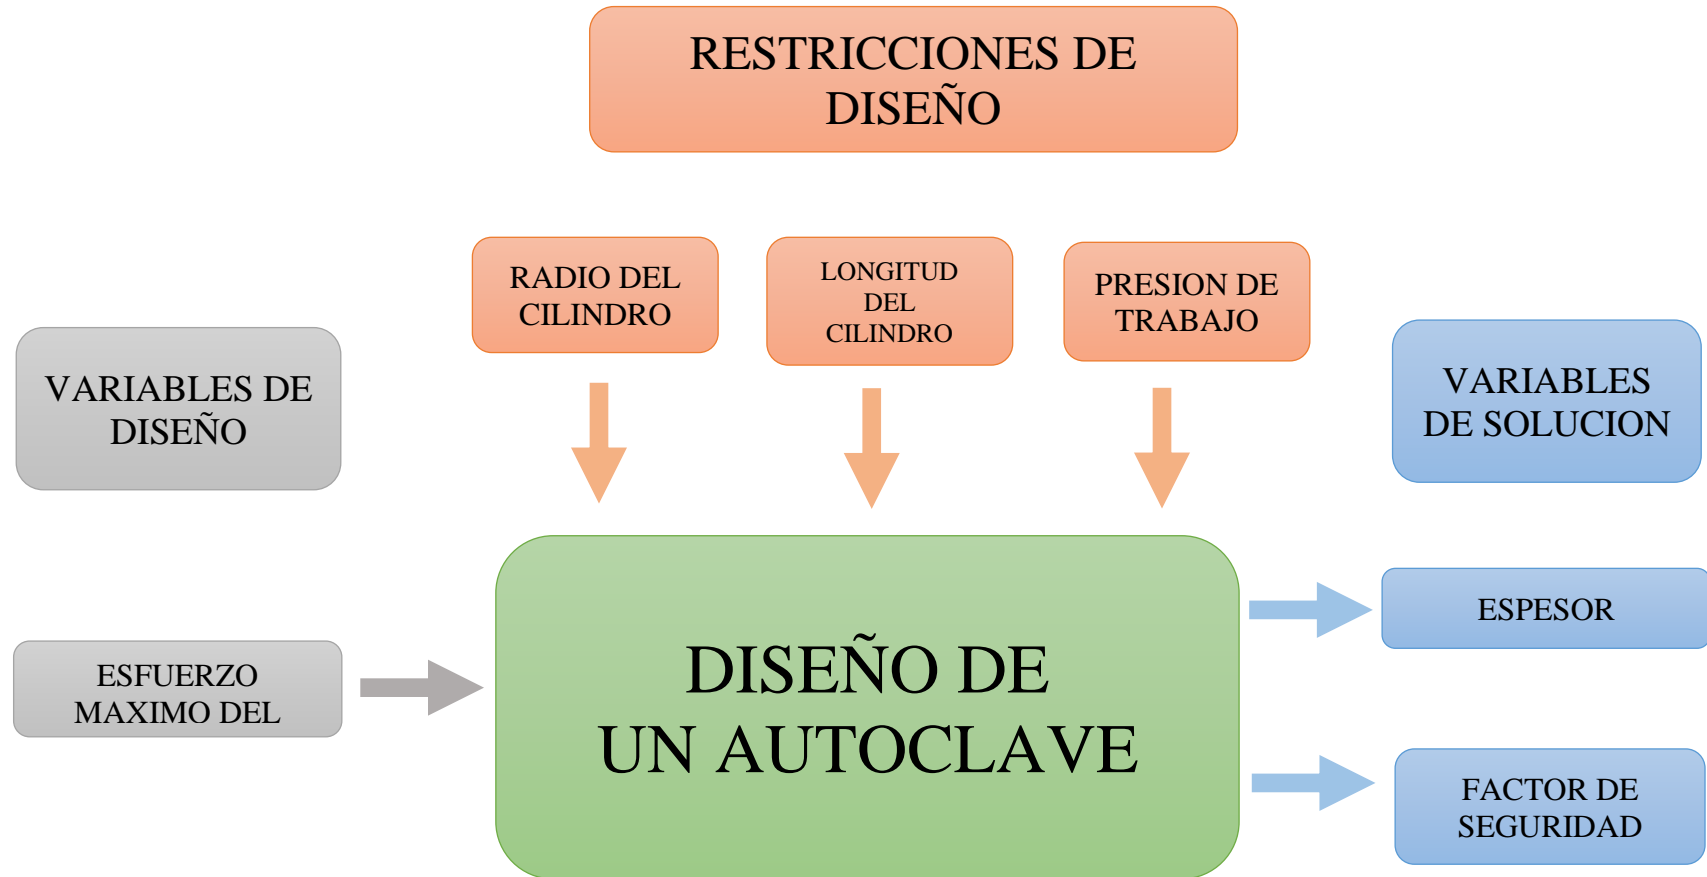 RESTRICCIONES DE
DISEÑO
RADIO DEL
CILINDRO
LONGITUD
DEL
CILINDRO
PRESION DE
TRABAJO
VARIABLES DE
DISEÑO
VARIABLES
DE SOLUCION
ESFUERZO
MAXIMO DEL
DISEÑO DE
UN AUTOCLAVE
ESPESOR
FACTOR DE
SEGURIDAD